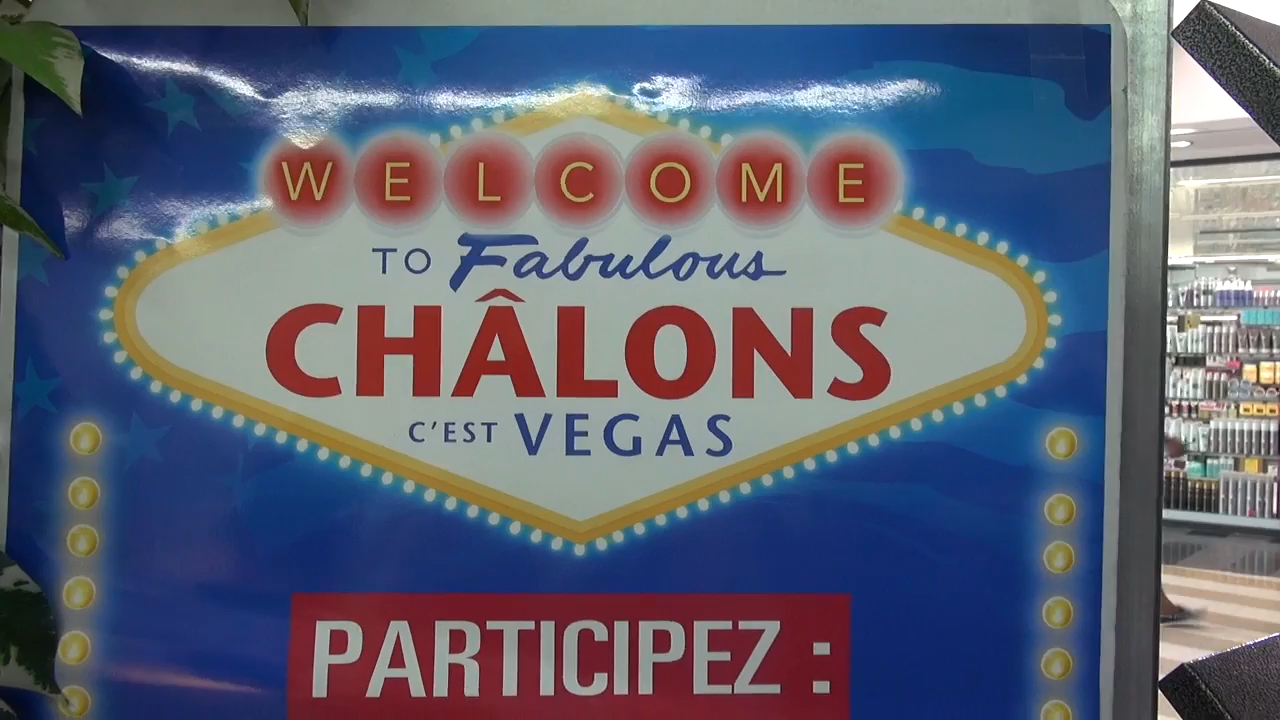 WELCOME
TO Fabulous
CHÂLONS
C'EST VEGAS
PARTICIPEZ :